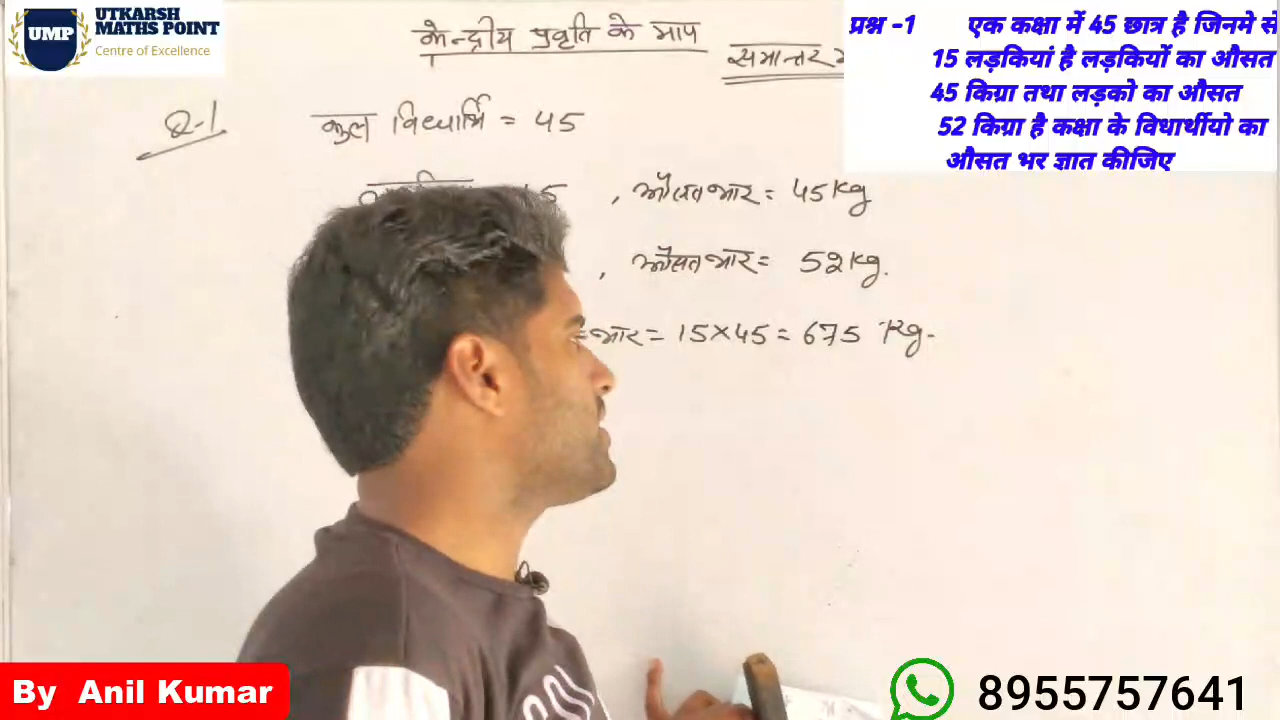 UMP
UTKARSH
MATHS POINT
Centre of Excellence
केन्द्रीय प्रवृति के माप
समान्तर
प्रश्न -1 एक कक्षा में 45 छात्र है जिनमे से
15 लड़कियां है लड़कियों का औसत
45 किग्रा तथा लड़को का औसत
52 किग्रा है कक्षा के विधार्थीयो का
औसत भर ज्ञात कीजिए
Q-1 कुल विध्यार्थि = 45
, औसत भार = 45 Kg
, औसत भार = 52 Kg.
भार = 15×45 = 675 Kg.
By Anil Kumar
8955757641